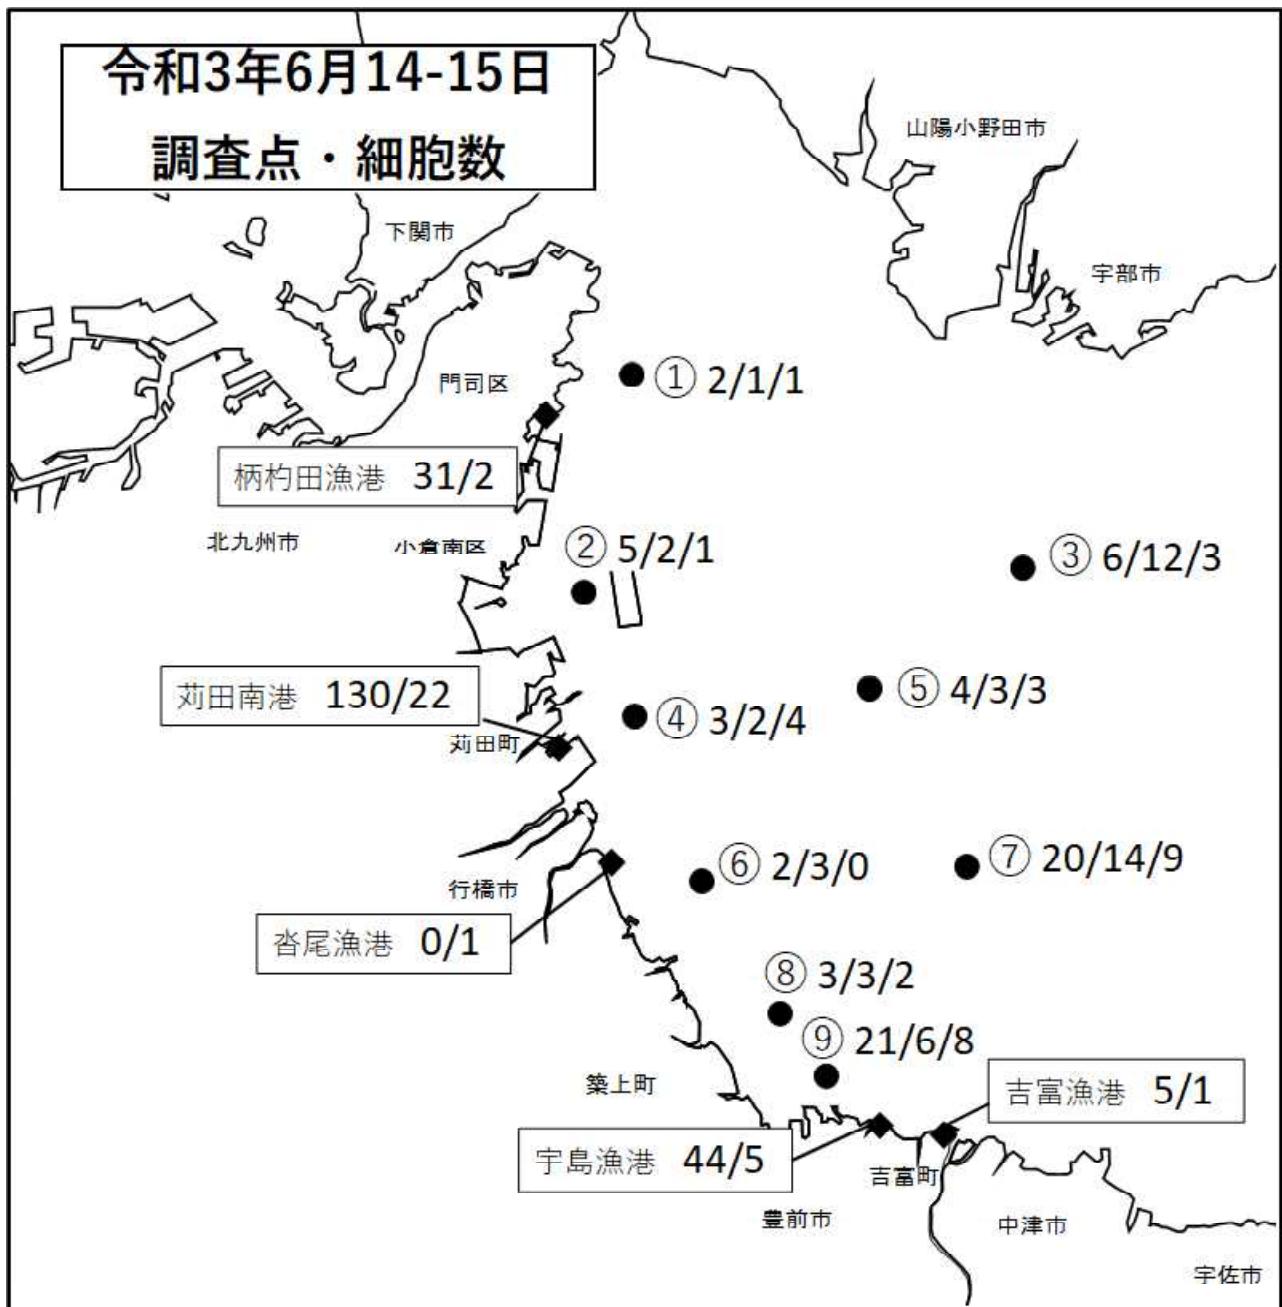 令和3年6月14-15日
調査点・細胞数
山陽小野田市
下関市
宇部市
門司区
① 2/1/1
柄杓田漁港 31/2
北九州市
小倉南区
② 5/2/1
③ 6/12/3
苅田南港 130/22
⑤ 4/3/3
④ 3/2/4
苅田町
⑥ 2/3/0
⑦ 20/14/9
行橋市
沓尾漁港 0/1
⑧ 3/3/2
⑨ 21/6/8
築上町
吉富漁港 5/1
宇島漁港 44/5
吉富町
豊前市
中津市
宇佐市